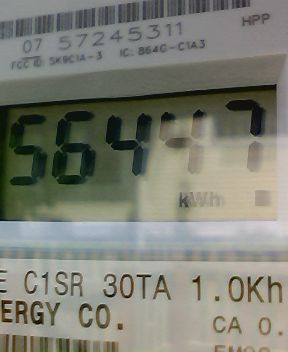 HPP
07 57245311
FCC ID: SK9C1A-3 IC: 864G-C1A3
56447
kWh
E C1SR 30TA 1.0Kh
ERGY CO.
CA 0.